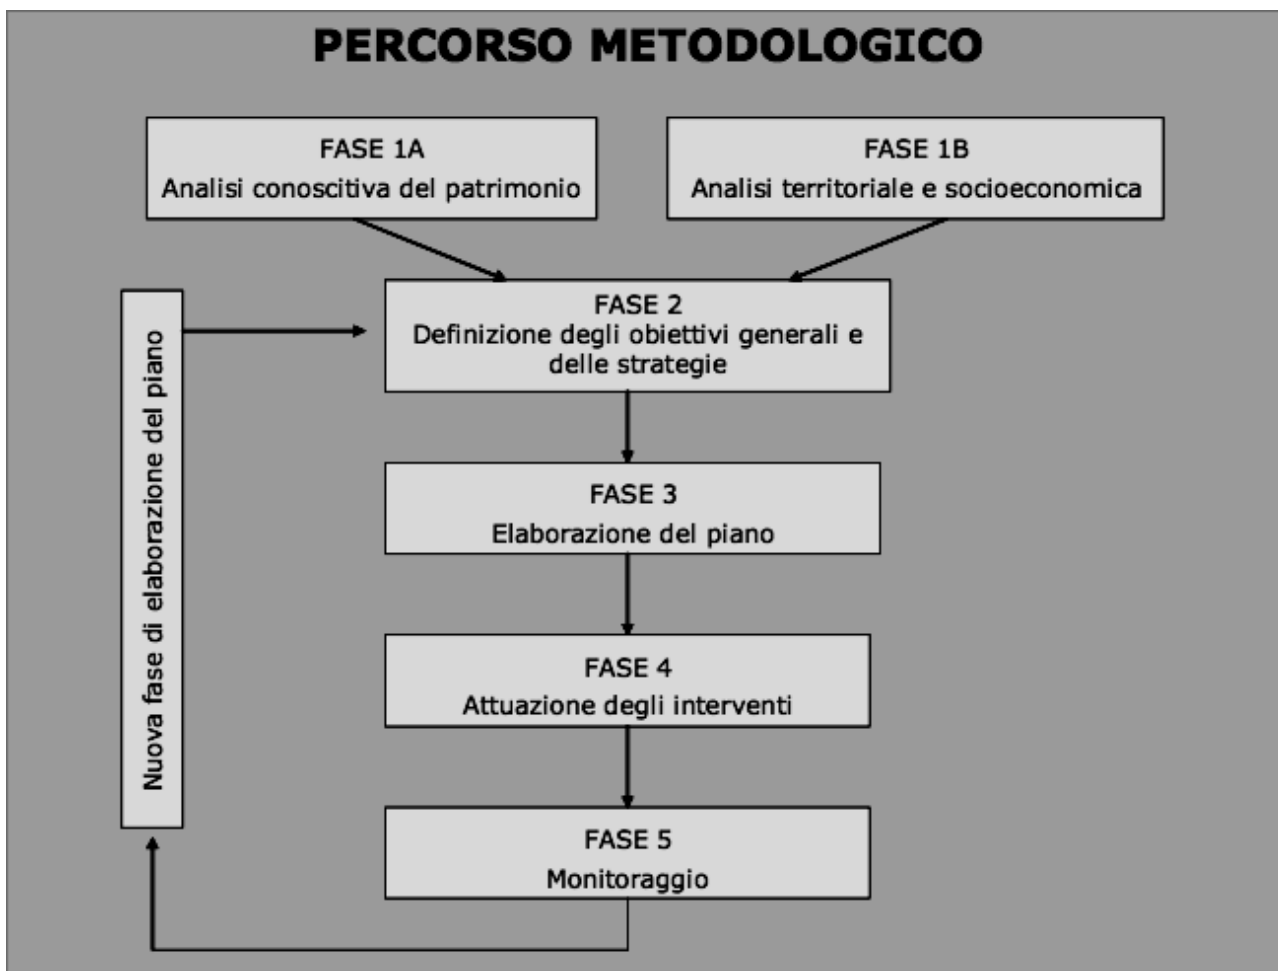 PERCORSO METODOLOGICO
FASE 1A
Analisi conoscitiva del patrimonio
FASE 1B
Analisi territoriale e socioeconomica
FASE 2
Definizione degli obiettivi generali e
delle strategie
Nuova fase di elaborazione del piano
FASE 3
Elaborazione del piano
FASE 4
Attuazione degli interventi
FASE 5
Monitoraggio